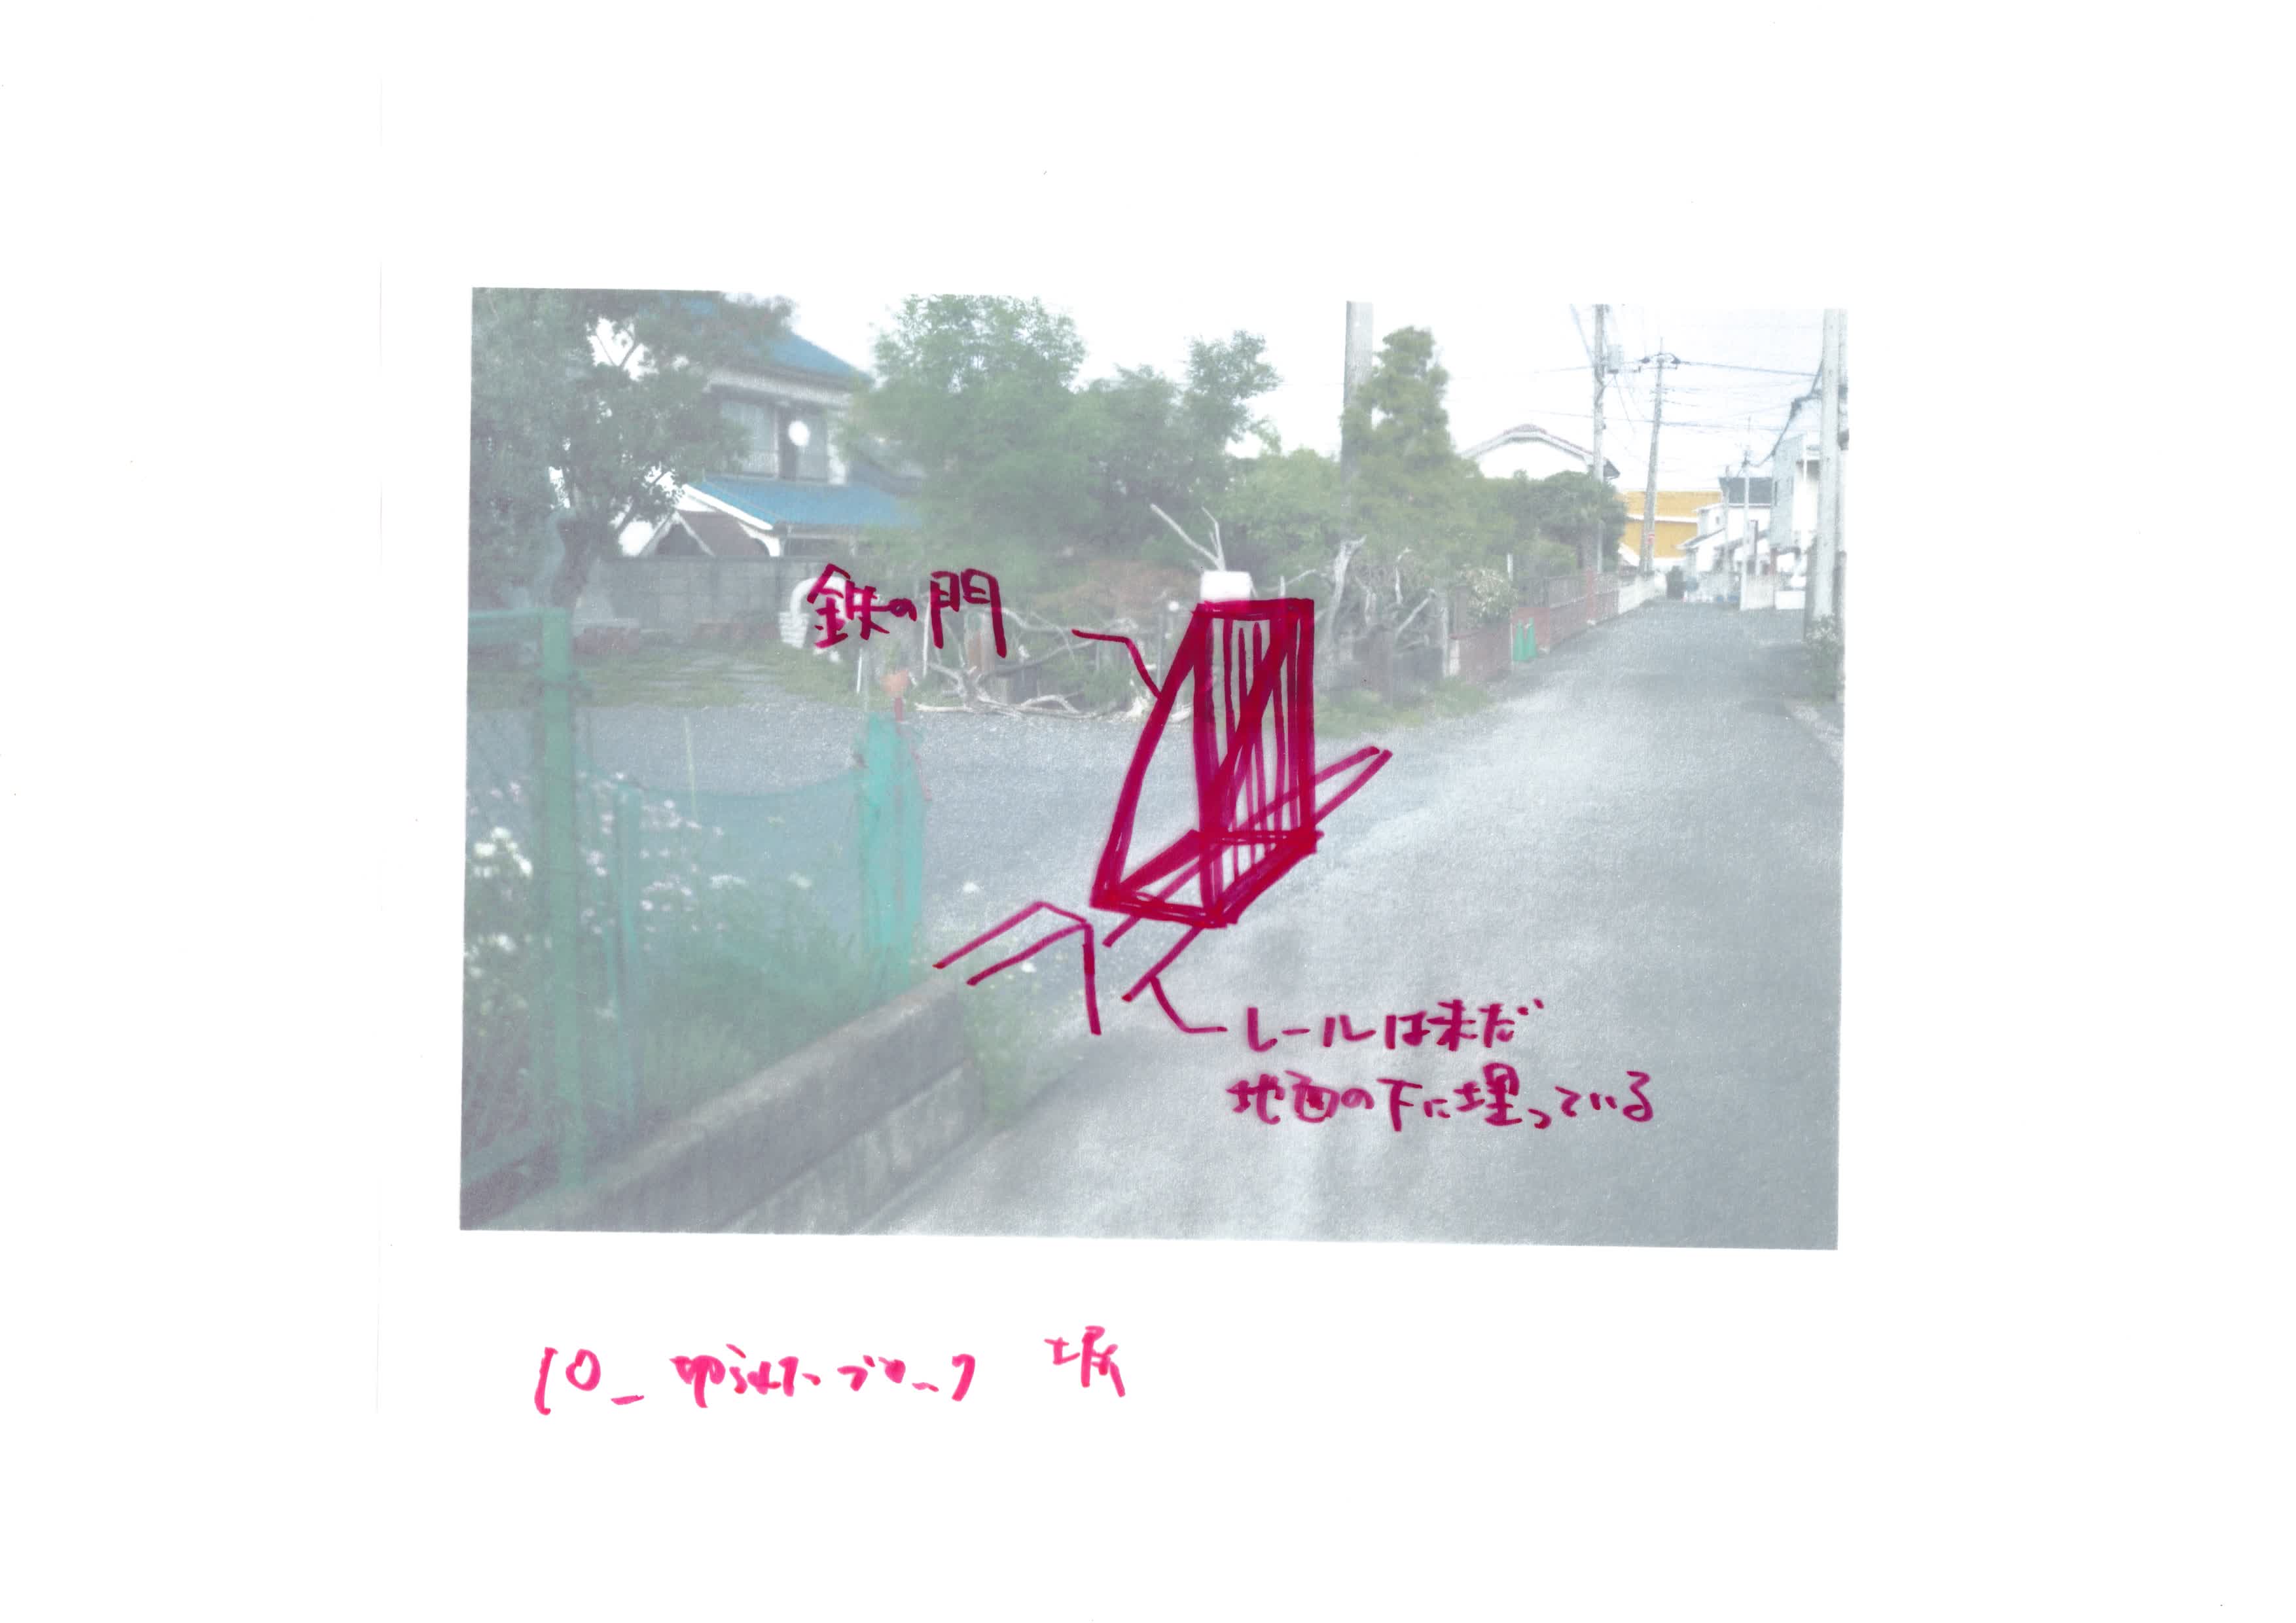 鉄の門
レールは未だ
地面の下に埋っている
10_切られたブロック 塀